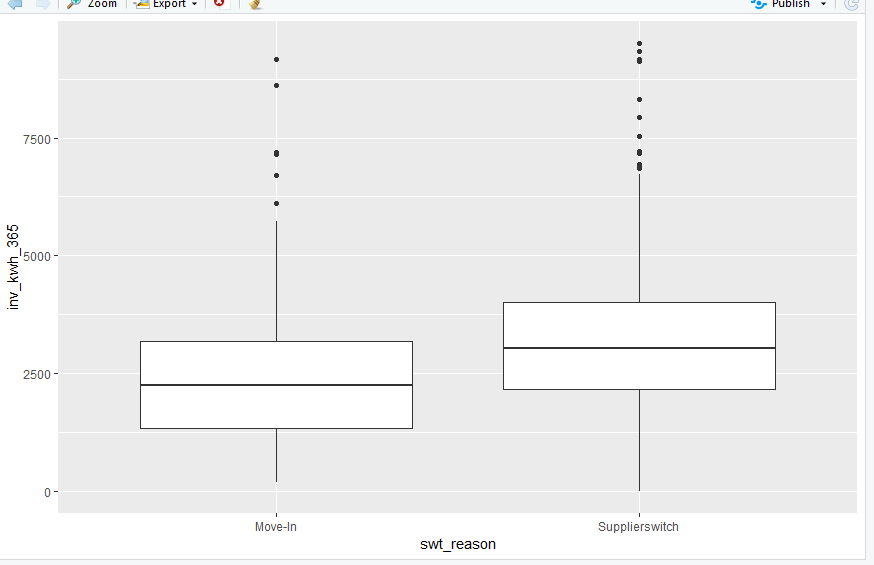 Zoom Export Publish
7500
5000
2500
0
inv_kwh_365
Move-In Supplierswitch
swt_reason